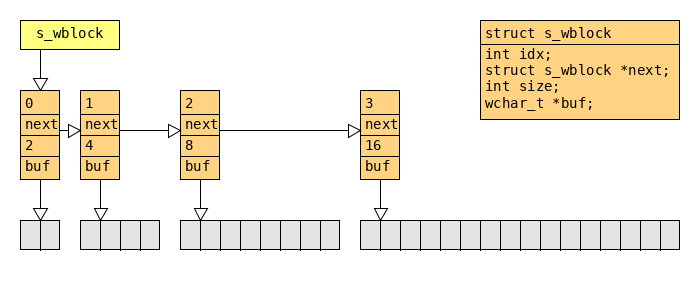 s_wblock
struct s_wblock
int idx;
struct s_wblock *next;
int size;
wchar_t *buf;
0
next
2
buf
1
next
4
buf
2
next
8
buf
3
next
16
buf